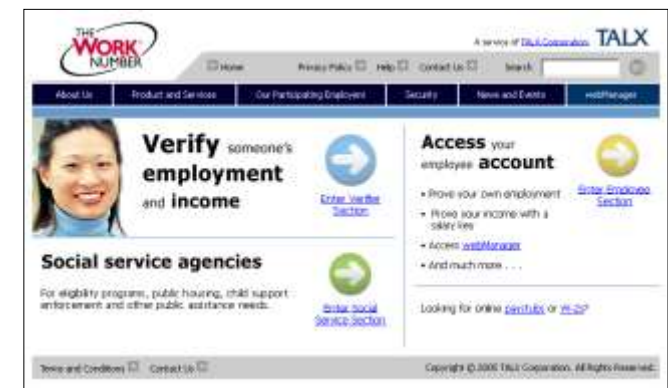 THE
WORK
NUMBER
A service of TALX Corporation TALX
Home Privacy Policy Help Contact Us Search
About Us Product and Services Our Participating Employers Security News and Events webManager
Verify someone's
employment
and income
Enter Verifier
Section
Access your
employee account
• Prove your own employment
• Prove your income with a
salary key
• Access webManager
• And much more . . .
Enter Employee
Section
Social service agencies
For eligibility programs, public housing, child support
enforcement and other public assistance needs.
Enter Social
Service Section
Looking for online paystubs or W-2s?
Terms and Conditions Contact Us
Copyright © 2005 TALX Corporation. All Rights Reserved.